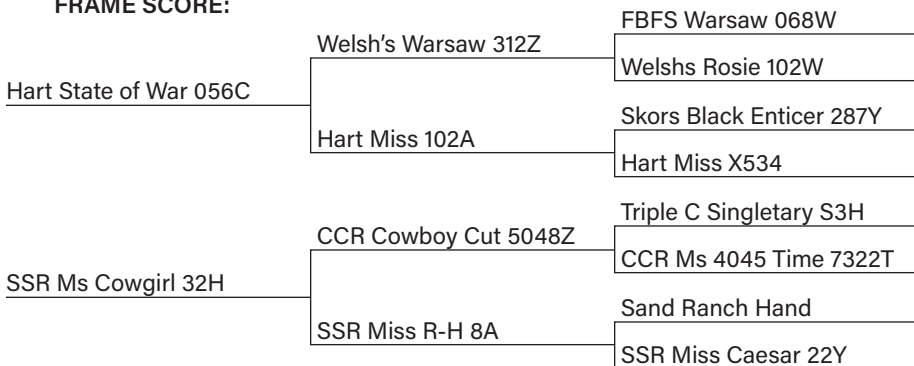 FRAME SCORE:
FBFS Warsaw 068W
Welsh's Warsaw 312Z
Welshs Rosie 102W
Hart State of War 056C
Skors Black Enticer 287Y
Hart Miss 102A
Hart Miss X534
Triple C Singletary S3H
CCR Cowboy Cut 5048Z
CCR Ms 4045 Time 7322T
SSR Ms Cowgirl 32H
Sand Ranch Hand
SSR Miss R-H 8A
SSR Miss Caesar 22Y